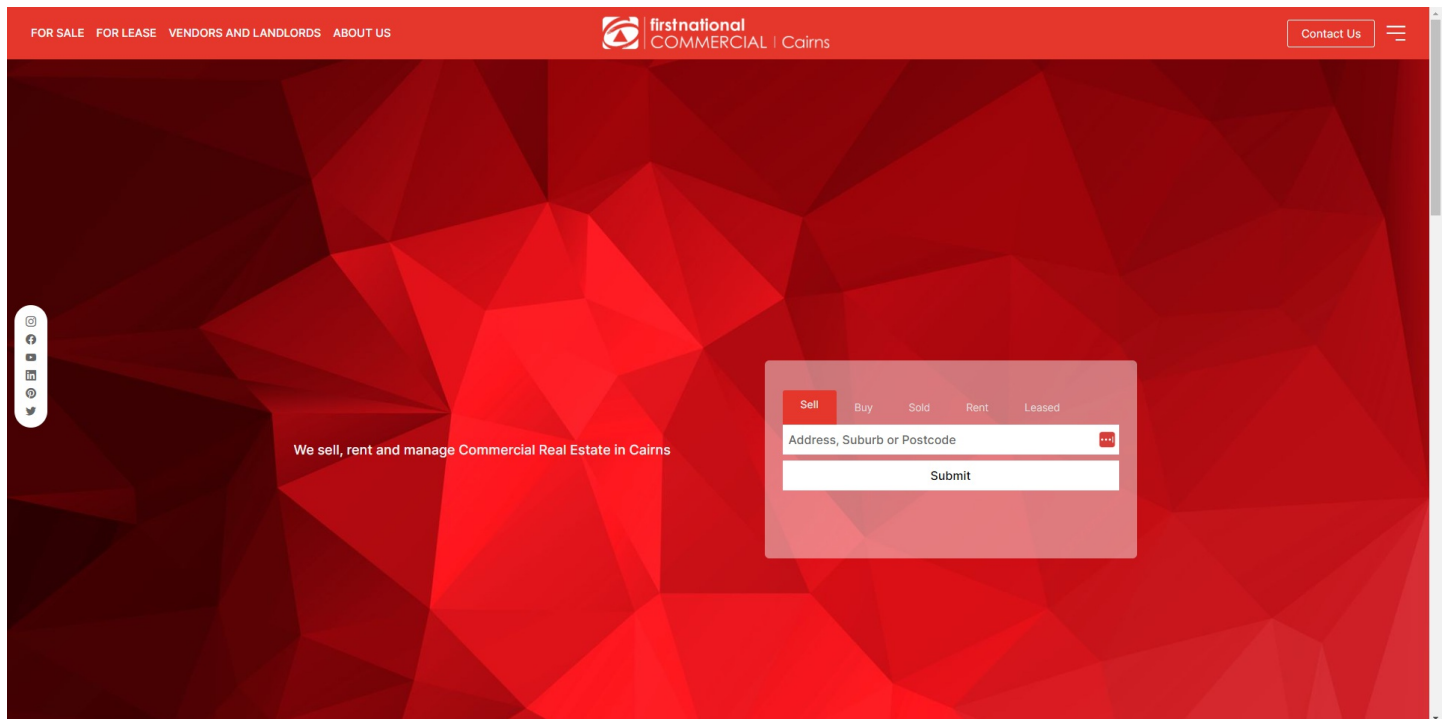 FOR SALE FOR LEASE VENDORS AND LANDLORDS ABOUT US
firstnational
COMMERCIAL | Cairns
Contact Us
We sell, rent and manage Commercial Real Estate in Cairns
Sell Buy Sold Rent Leased
Address, Suburb or Postcode
Submit